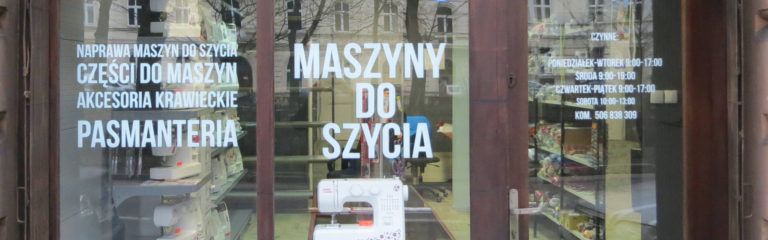 NAPRAWA MASZYN DO SZYCIA
CZĘŚCI DO MASZYN
AKCESORIA KRAWIECKIE
PASMANTERIA
MASZYNY
DO
SZYCIA
CZYNNE:
PONIEDZIAŁEK-WTOREK 9:00-17:00
ŚRODA 9:00-19:00
CZWARTEK-PIĄTEK 9:00-17:00
SOBOTA 10:00-13:00
KOM. 506 838 309